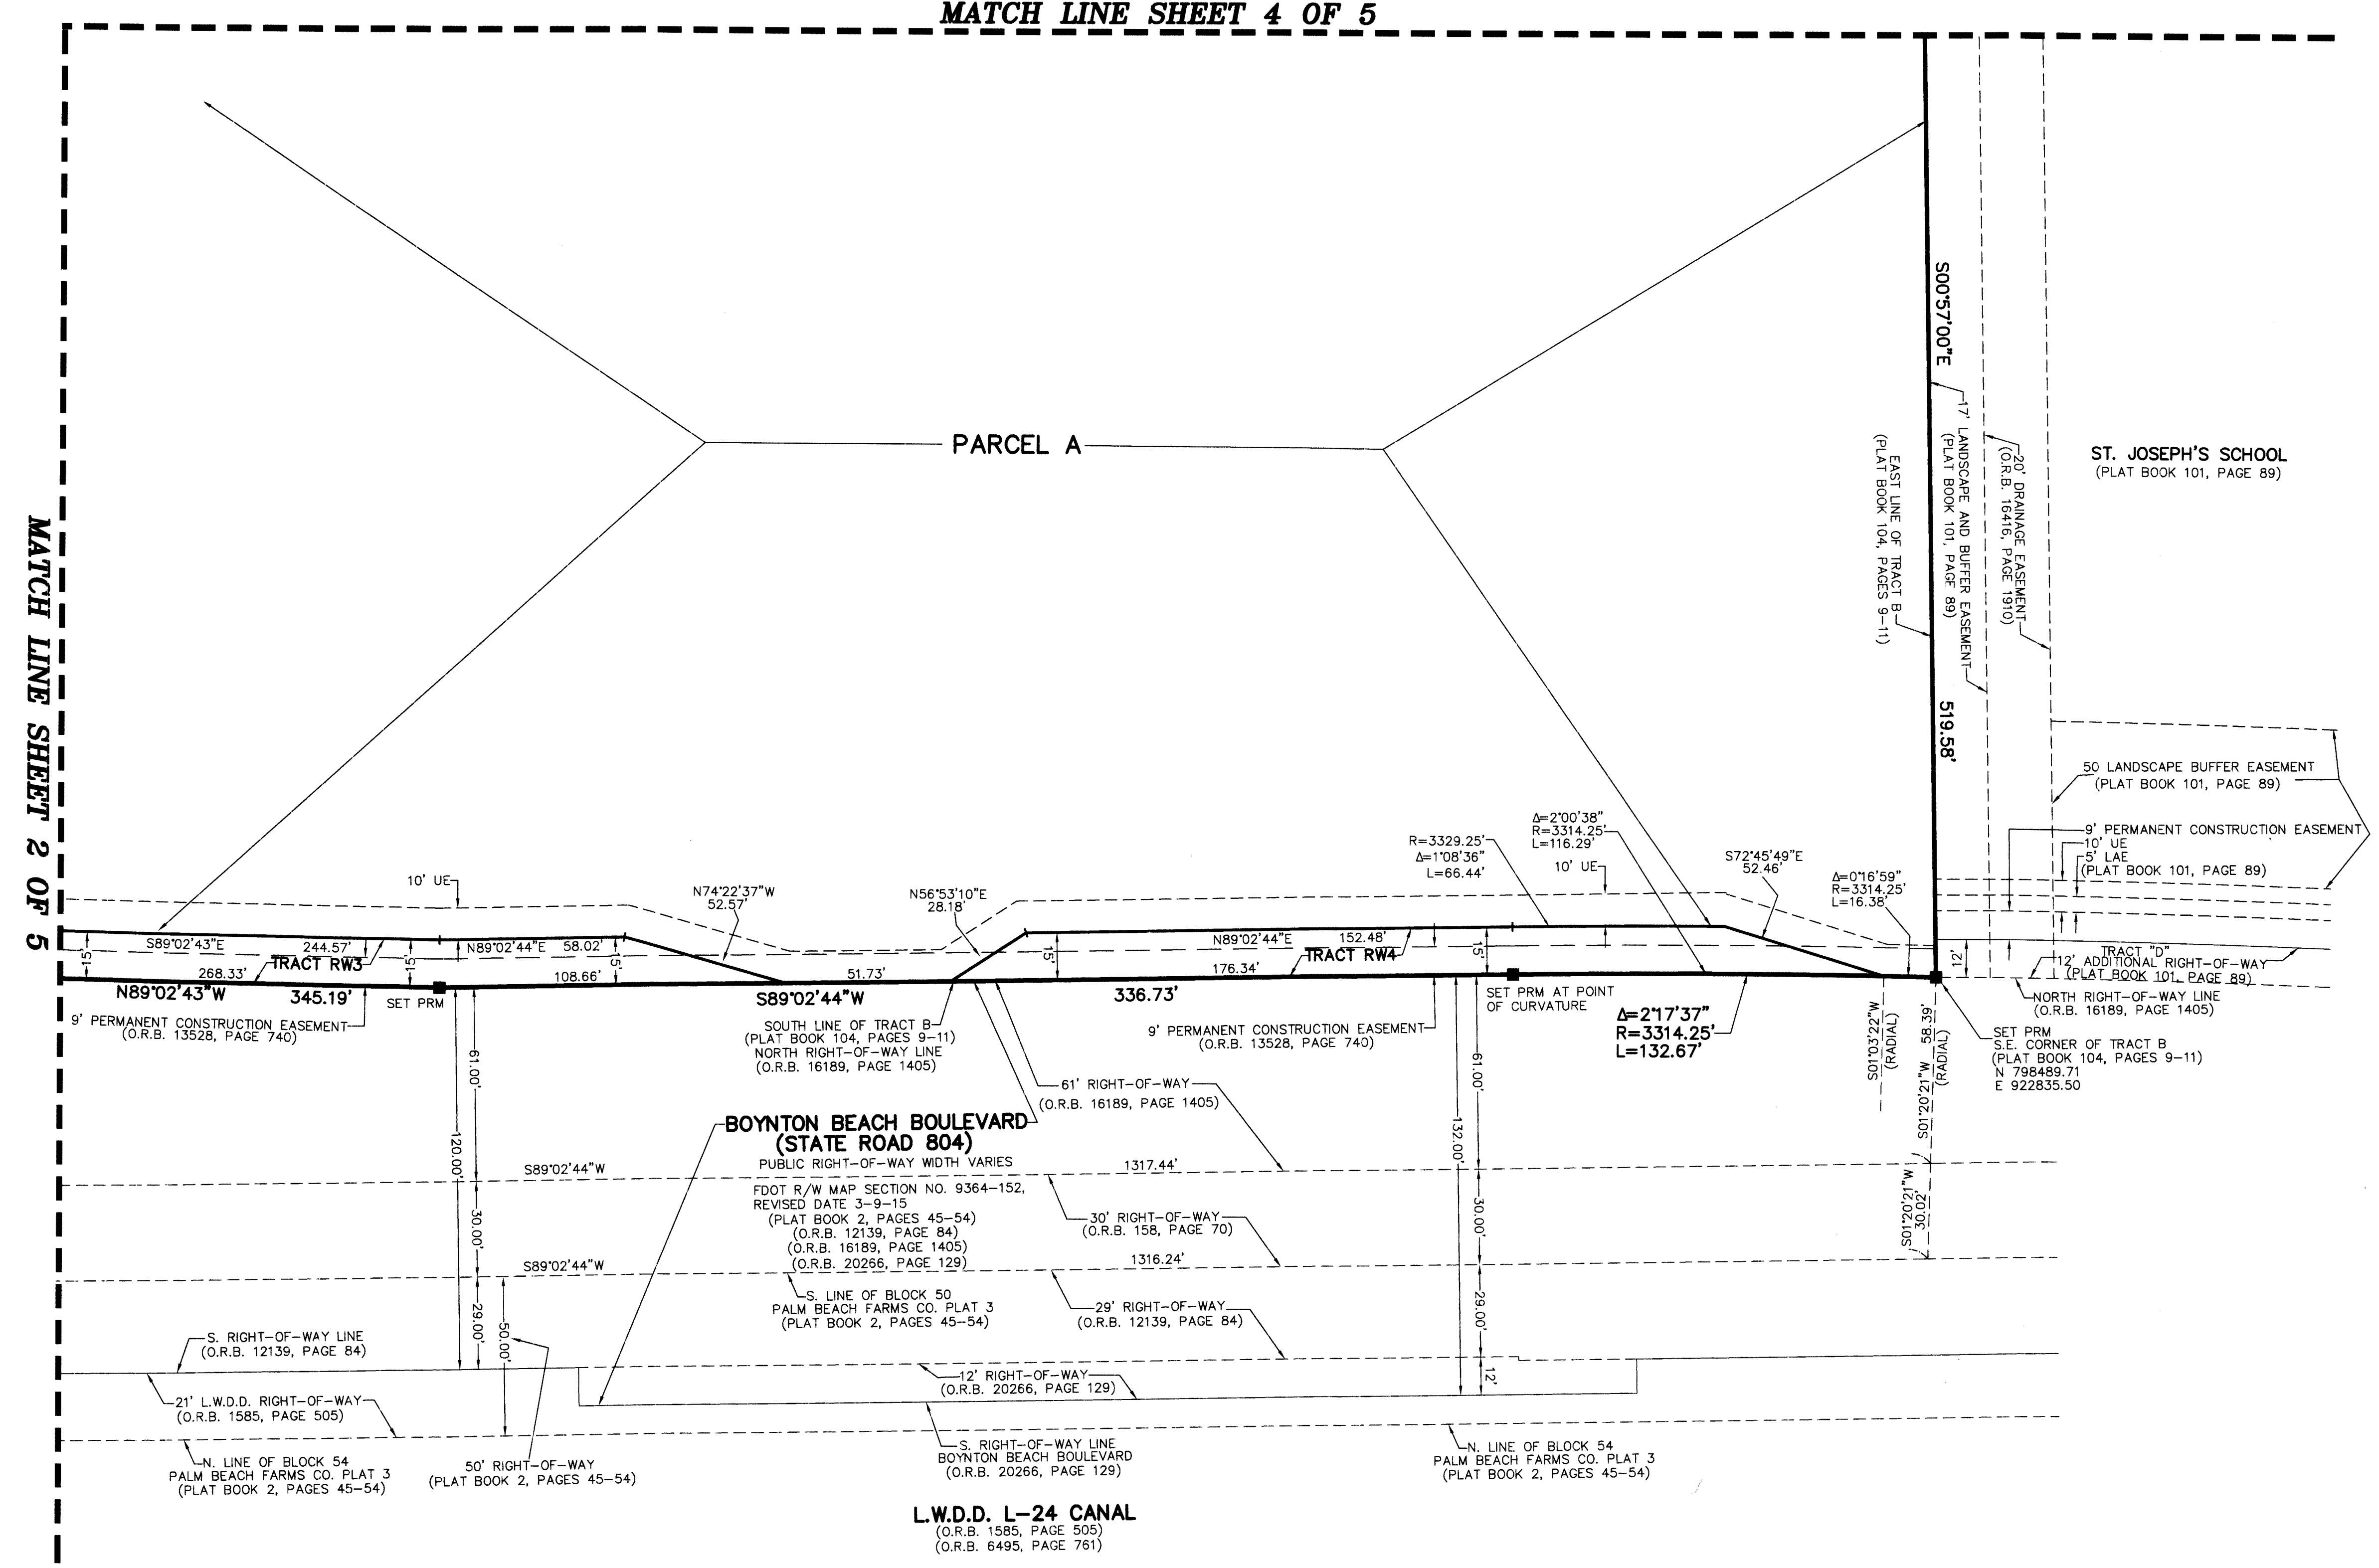 MATCH LINE SHEET 4 OF 5
MATCH LINE SHEET 2 OF 5
PARCEL A
S00°57'00"E
519.58'
17' LANDSCAPE AND BUFFER EASEMENT
(PLAT BOOK 101, PAGE 89)
20' DRAINAGE EASEMENT
(O.R.B. 16416, PAGE 1910)
EAST LINE OF TRACT B
(PLAT BOOK 104, PAGES 9-11)
ST. JOSEPH'S SCHOOL
(PLAT BOOK 101, PAGE 89)
50 LANDSCAPE BUFFER EASEMENT
(PLAT BOOK 101, PAGE 89)
9' PERMANENT CONSTRUCTION EASEMENT
10' UE
5' LAE
(PLAT BOOK 101, PAGE 89)
TRACT "D"
12' ADDITIONAL RIGHT-OF-WAY
(PLAT BOOK 101, PAGE 89)
12'
NORTH RIGHT-OF-WAY LINE
(O.R.B. 16189, PAGE 1405)
SET PRM
S.E. CORNER OF TRACT B
(PLAT BOOK 104, PAGES 9-11)
N 798489.71
E 922835.50
10' UE
N74°22'37"W
52.57'
N56°53'10"E
28.18'
R=3329.25'
Δ=1°08'36"
L=66.44'
Δ=2°00'38"
R=3314.25'
L=116.29'
10' UE
S72°45'49"E
52.46'
Δ=0°16'59"
R=3314.25'
L=16.38'
S89°02'43"E
244.57'
N89°02'44"E
58.02'
15'
15'
15'
TRACT RW3
268.33'
108.66'
51.73'
N89°02'44"E
152.48'
15'
15'
TRACT RW4
176.34'
N89°02'43"W
345.19'
SET PRM
S89°02'44"W
336.73'
SET PRM AT POINT
OF CURVATURE
Δ=2°17'37"
R=3314.25'
L=132.67'
9' PERMANENT CONSTRUCTION EASEMENT
(O.R.B. 13528, PAGE 740)
SOUTH LINE OF TRACT B
(PLAT BOOK 104, PAGES 9-11)
NORTH RIGHT-OF-WAY LINE
(O.R.B. 16189, PAGE 1405)
9' PERMANENT CONSTRUCTION EASEMENT
(O.R.B. 13528, PAGE 740)
S01°03'22"W
(RADIAL)
S01°20'21"W 58.39'
(RADIAL)
S01°20'21"W
30.02'
61' RIGHT-OF-WAY
(O.R.B. 16189, PAGE 1405)
61.00'
120.00'
30.00'
29.00'
50.00'
61.00'
132.00'
30.00'
29.00'
12'
BOYNTON BEACH BOULEVARD
(STATE ROAD 804)
PUBLIC RIGHT-OF-WAY WIDTH VARIES
S89°02'44"W
1317.44'
FDOT R/W MAP SECTION NO. 9364-152,
REVISED DATE 3-9-15
(PLAT BOOK 2, PAGES 45-54)
(O.R.B. 12139, PAGE 84)
(O.R.B. 16189, PAGE 1405)
(O.R.B. 20266, PAGE 129)
30' RIGHT-OF-WAY
(O.R.B. 158, PAGE 70)
S89°02'44"W
1316.24'
S. LINE OF BLOCK 50
PALM BEACH FARMS CO. PLAT 3
(PLAT BOOK 2, PAGES 45-54)
29' RIGHT-OF-WAY
(O.R.B. 12139, PAGE 84)
S. RIGHT-OF-WAY LINE
(O.R.B. 12139, PAGE 84)
12' RIGHT-OF-WAY
(O.R.B. 20266, PAGE 129)
21' L.W.D.D. RIGHT-OF-WAY
(O.R.B. 1585, PAGE 505)
N. LINE OF BLOCK 54
PALM BEACH FARMS CO. PLAT 3
(PLAT BOOK 2, PAGES 45-54)
50' RIGHT-OF-WAY
(PLAT BOOK 2, PAGES 45-54)
S. RIGHT-OF-WAY LINE
BOYNTON BEACH BOULEVARD
(O.R.B. 20266, PAGE 129)
N. LINE OF BLOCK 54
PALM BEACH FARMS CO. PLAT 3
(PLAT BOOK 2, PAGES 45-54)
L.W.D.D. L-24 CANAL
(O.R.B. 1585, PAGE 505)
(O.R.B. 6495, PAGE 761)